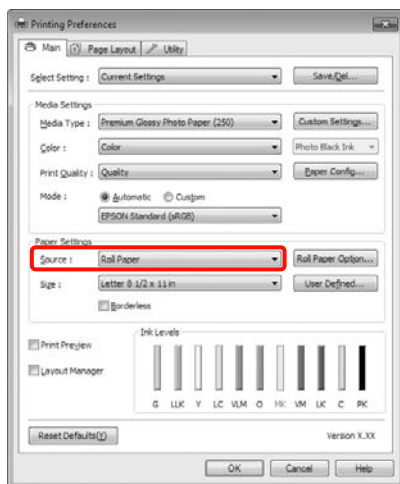 Printing Preferences
Main Page Layout Utility
Select Setting : Current Settings Save/Del...
Media Settings
Media Type : Premium Glossy Photo Paper (250) Custom Settings...
Color : Color Photo Black Ink
Print Quality : Quality Paper Config...
Mode : Automatic Custom
EPSON Standard (sRGB)
Paper Settings
Source : Roll Paper Roll Paper Option...
Size : Letter 8 1/2 x 11 in User Defined...
Borderless
Ink Levels
Print Preview
Layout Manager
G LLK Y LC VLM O MK VM LK C PK
Reset Defaults(Y) Version X.XX
OK Cancel Help